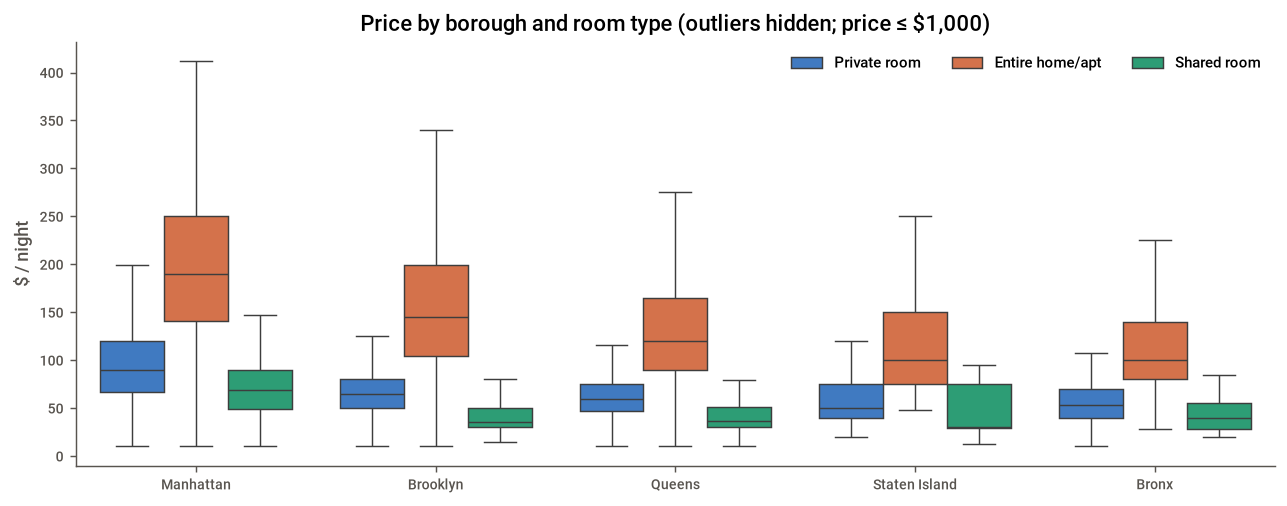 Price by borough and room type (outliers hidden; price ≤ $1,000)
Private room
Entire home/apt
Shared room
$ / night
400
350
300
250
200
150
100
50
0
Manhattan
Brooklyn
Queens
Staten Island
Bronx